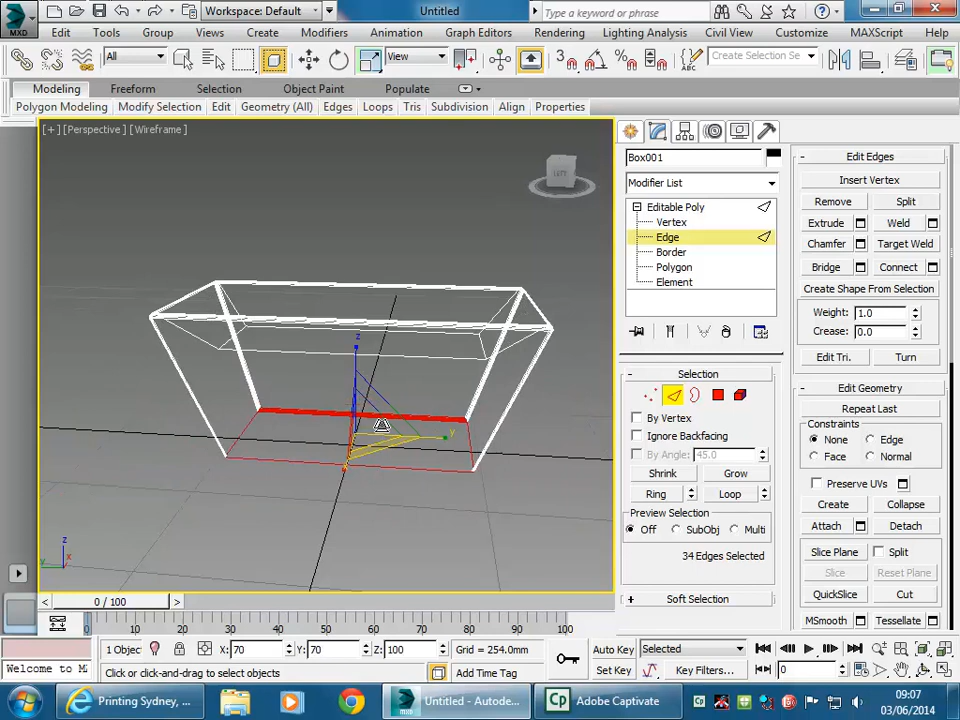 MXD
Workspace: Default
Untitled
Type a keyword or phrase
Edit Tools Group Views Create Modifiers Animation Graph Editors Rendering Lighting Analysis Civil View Customize MAXScript Help
All
View
3
ABC
Create Selection Se
Modeling Freeform Selection Object Paint Populate
Polygon Modeling Modify Selection Edit Geometry (All) Edges Loops Tris Subdivision Align Properties
[+] [Perspective] [Wireframe]
z
y
z
y
x
Box001
Modifier List
Editable Poly
Vertex
Edge
Border
Polygon
Element
- Selection
By Vertex
Ignore Backfacing
By Angle: 45.0
Shrink Grow
Ring Loop
Preview Selection
Off SubObj Multi
34 Edges Selected
+ Soft Selection
- Edit Edges
Insert Vertex
Remove Split
Extrude Weld
Chamfer Target Weld
Bridge Connect
Create Shape From Selection
Weight: 1.0
Crease: 0.0
Edit Tri. Turn
- Edit Geometry
Repeat Last
Constraints
None Edge
Face Normal
Preserve UVs
Create Collapse
Attach Detach
Slice Plane Split
Slice Reset Plane
QuickSlice Cut
MSmooth Tessellate
< 0 / 100 >
0 10 20 30 40 50 60 70 80 90 100
1 Object X: 70 Y: 70 Z: 100 Grid = 254.0mm
Auto Key Selected
Welcome to M
Click or click-and-drag to select objects
Add Time Tag
Set Key Key Filters... 0
Printing Sydney, ...
Untitled - Autode...
Cp Adobe Captivate
Cp
09:07
03/06/2014